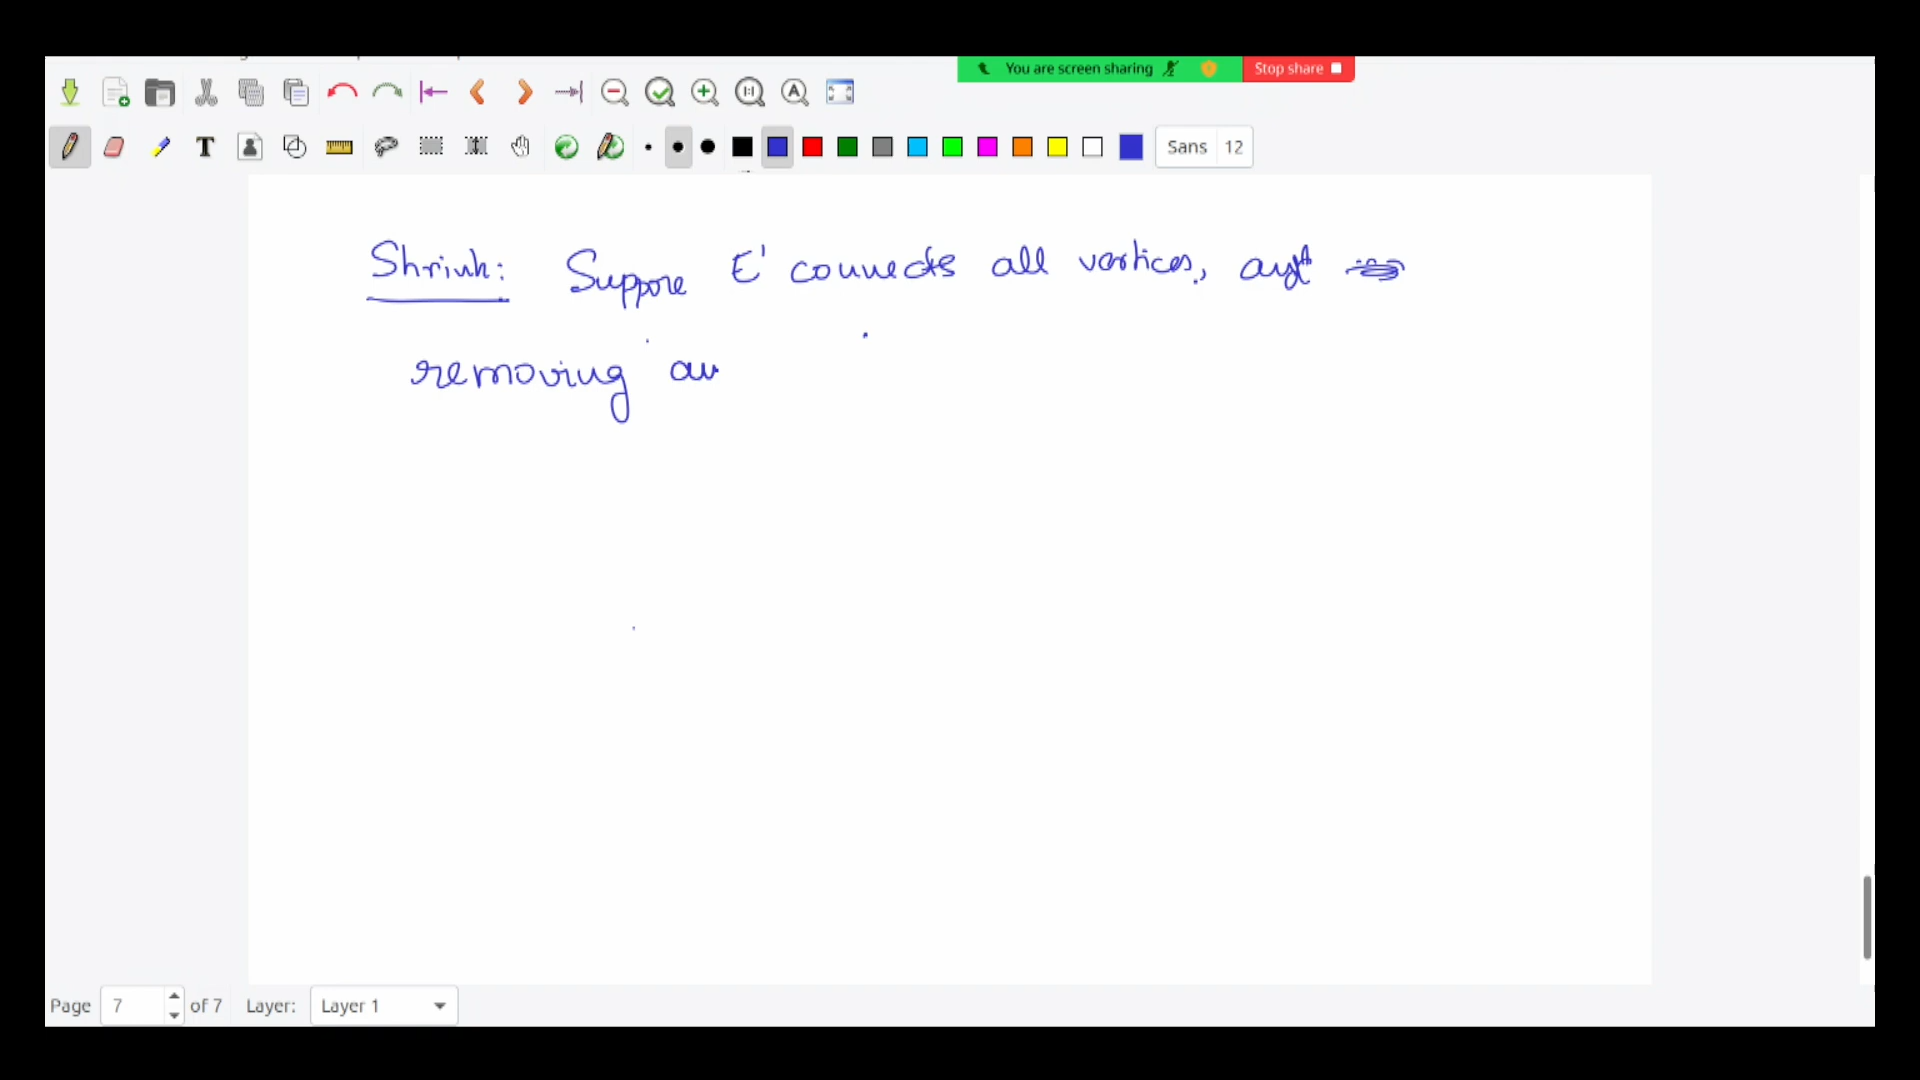 You are screen sharing Stop share
Sans 12
Shrink: Suppose E' connects all vertices,
removing an
Page 7 of 7 Layer: Layer 1